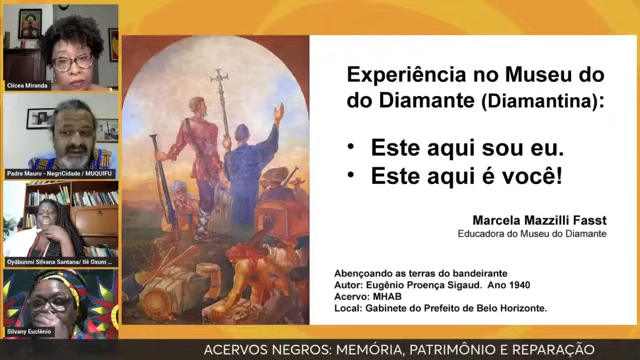 Clícea Miranda
Padre Mauro - NegriCidade / MUQUIFU
Oyábunmi Silvana Santana/ Ilê Oxum ...
Silvany Euclênio
Experiência no Museu do
do Diamante (Diamantina):
• Este aqui sou eu.
• Este aqui é você!
Marcela Mazzilli Fasst
Educadora do Museu do Diamante
Abençoando as terras do bandeirante
Autor: Eugênio Proença Sigaud. Ano 1940
Acervo: MHAB
Local: Gabinete do Prefeito de Belo Horizonte.
ACERVOS NEGROS: MEMÓRIA, PATRIMÔNIO E REPARAÇÃO